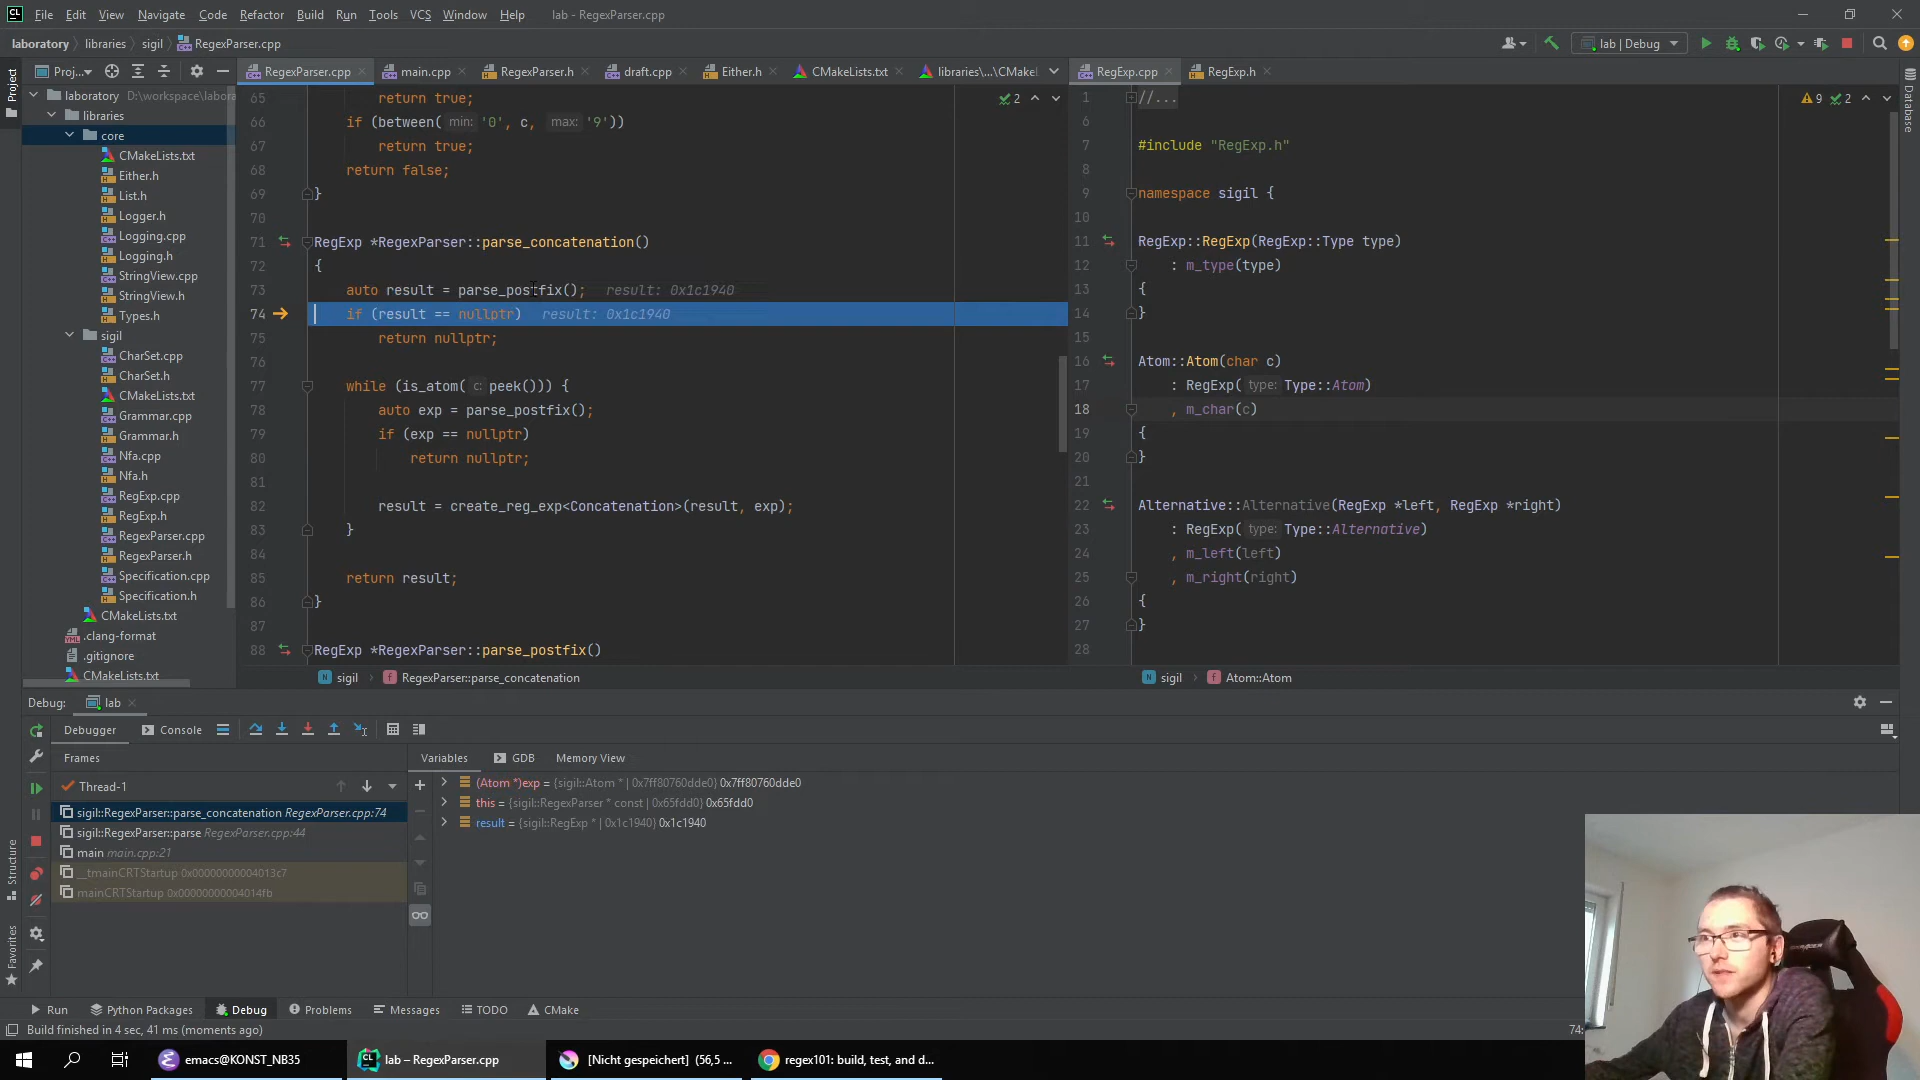 File Edit View Navigate Code Refactor Build Run Tools VCS Window Help lab - RegexParser.cpp
laboratory libraries sigil RegexParser.cpp
lab | Debug
Project
Proj...
RegexParser.cpp main.cpp RegexParser.h draft.cpp Either.h CMakeLists.txt libraries\...\CMakel
RegExp.cpp RegExp.h
Database
laboratory D:\workspace\labora
libraries
core
CMakeLists.txt
Either.h
List.h
Logger.h
Logging.cpp
Logging.h
StringView.cpp
StringView.h
Types.h
sigil
CharSet.cpp
CharSet.h
CMakeLists.txt
Grammar.cpp
Grammar.h
Nfa.cpp
Nfa.h
RegExp.cpp
RegExp.h
RegexParser.cpp
RegexParser.h
Specification.cpp
Specification.h
CMakeLists.txt
.clang-format
.gitignore
CMakeLists.txt
2
65 return true;
66 if (between( min: '0', c, max: '9'))
67 return true;
68 return false;
69 }
70
71 RegExp *RegexParser::parse_concatenation()
72 {
73 auto result = parse_postfix(); result: 0x1c1940
74 if (result == nullptr) result: 0x1c1940
75 return nullptr;
76
77 while (is_atom( c: peek())) {
78 auto exp = parse_postfix();
79 if (exp == nullptr)
80 return nullptr;
81
82 result = create_reg_exp<Concatenation>(result, exp);
83 }
84
85 return result;
86 }
87
88 RegExp *RegexParser::parse_postfix()
sigil RegexParser::parse_concatenation
9 2
1 //...
6
7 #include "RegExp.h"
8
9 namespace sigil {
10
11 RegExp::RegExp(RegExp::Type type)
12 : m_type(type)
13 {
14 }
15
16 Atom::Atom(char c)
17 : RegExp( type: Type::Atom)
18 , m_char(c)
19 {
20 }
21
22 Alternative::Alternative(RegExp *left, RegExp *right)
23 : RegExp( type: Type::Alternative)
24 , m_left(left)
25 , m_right(right)
26 {
27 }
28
sigil Atom::Atom
Debug: lab
Debugger Console
Frames
Thread-1
sigil::RegexParser::parse_concatenation RegexParser.cpp:74
sigil::RegexParser::parse RegexParser.cpp:44
main main.cpp:21
__tmainCRTStartup 0x00000000004013c7
mainCRTStartup 0x00000000004014fb
Variables GDB Memory View
(Atom *)exp = {sigil::Atom * | 0x7ff80760dde0} 0x7ff80760dde0
this = {sigil::RegexParser * const | 0x65fdd0} 0x65fdd0
result = {sigil::RegExp * | 0x1c1940} 0x1c1940
Structure
Favorites
Run Python Packages Debug Problems Messages TODO CMake
Build finished in 4 sec, 41 ms (moments ago)
74:
emacs@KONST_NB35 lab – RegexParser.cpp [Nicht gespeichert] (56,5 ... regex101: build, test, and d...